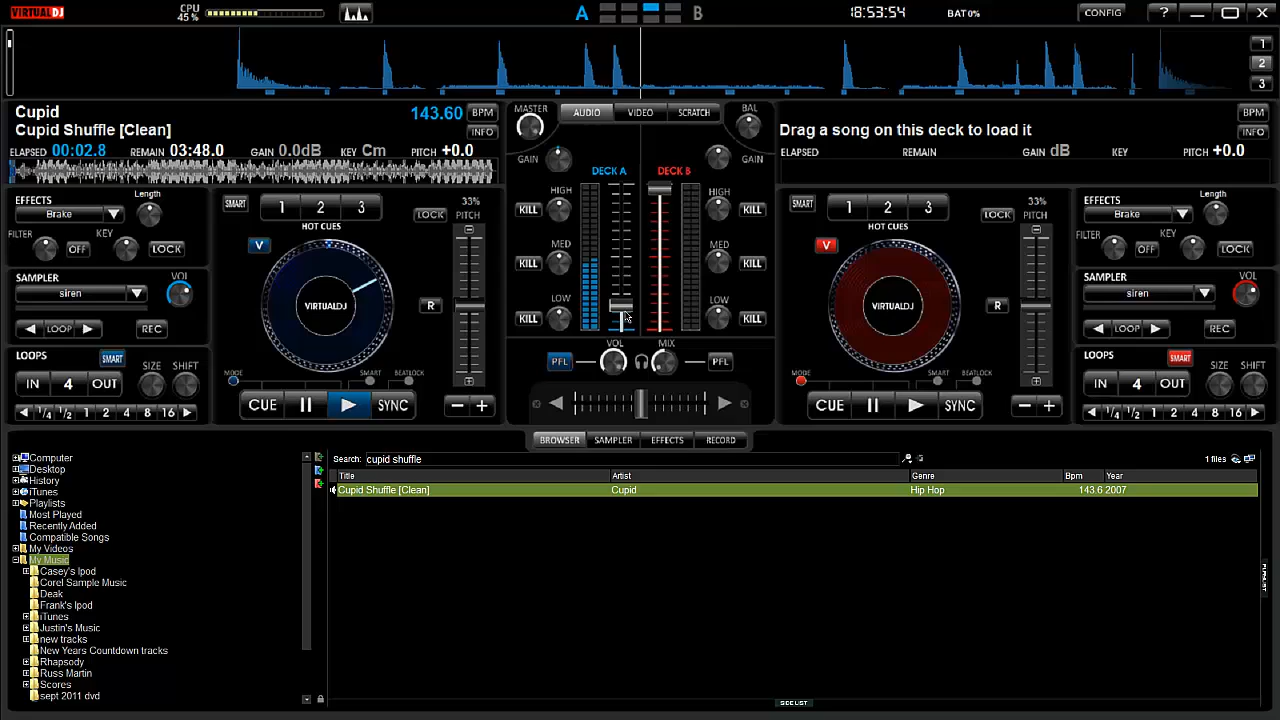 VIRTUALDJ
CPU
45 %
A
B
18:53:54
BAT 0%
CONFIG
?
1
2
3
Cupid
143.60
BPM
Cupid Shuffle [Clean]
INFO
ELAPSED 00:02.8 REMAIN 03:48.0 GAIN 0.0dB KEY Cm PITCH +0.0
MASTER
AUDIO
VIDEO
SCRATCH
BAL
GAIN
GAIN
DECK A
DECK B
HIGH
HIGH
KILL
KILL
MED
MED
KILL
KILL
LOW
LOW
KILL
KILL
VOL
MIX
PFL
PFL
BPM
Drag a song on this deck to load it
INFO
ELAPSED REMAIN GAIN dB KEY PITCH +0.0
EFFECTS
Length
Brake
FILTER
OFF
KEY
LOCK
SAMPLER
VOL
siren
LOOP
REC
LOOPS
SMART
SIZE
SHIFT
IN 4 OUT
1/4 1/2 1 2 4 8 16
SMART
1 2 3
HOT CUES
LOCK
33%
PITCH
V
VIRTUALDJ
R
MODE
SMART
BEATLOCK
CUE
SYNC
SMART
1 2 3
HOT CUES
LOCK
33%
PITCH
V
VIRTUALDJ
R
MODE
SMART
BEATLOCK
CUE
SYNC
EFFECTS
Length
Brake
FILTER
OFF
KEY
LOCK
SAMPLER
VOL
siren
LOOP
REC
LOOPS
SMART
SIZE
SHIFT
IN 4 OUT
1/4 1/2 1 2 4 8 16
BROWSER
SAMPLER
EFFECTS
RECORD
Computer
Desktop
History
iTunes
Playlists
Most Played
Recently Added
Compatible Songs
My Videos
My Music
Casey's Ipod
Corel Sample Music
Deak
Frank's Ipod
iTunes
Justin's Music
new tracks
New Years Countdown tracks
Rhapsody
Russ Martin
Scores
sept 2011 dvd
Search: cupid shuffle
1 files
Title Artist Genre Bpm Year
Cupid Shuffle [Clean] Cupid Hip Hop 143.6 2007
PLAYLIST
SIDE LIST